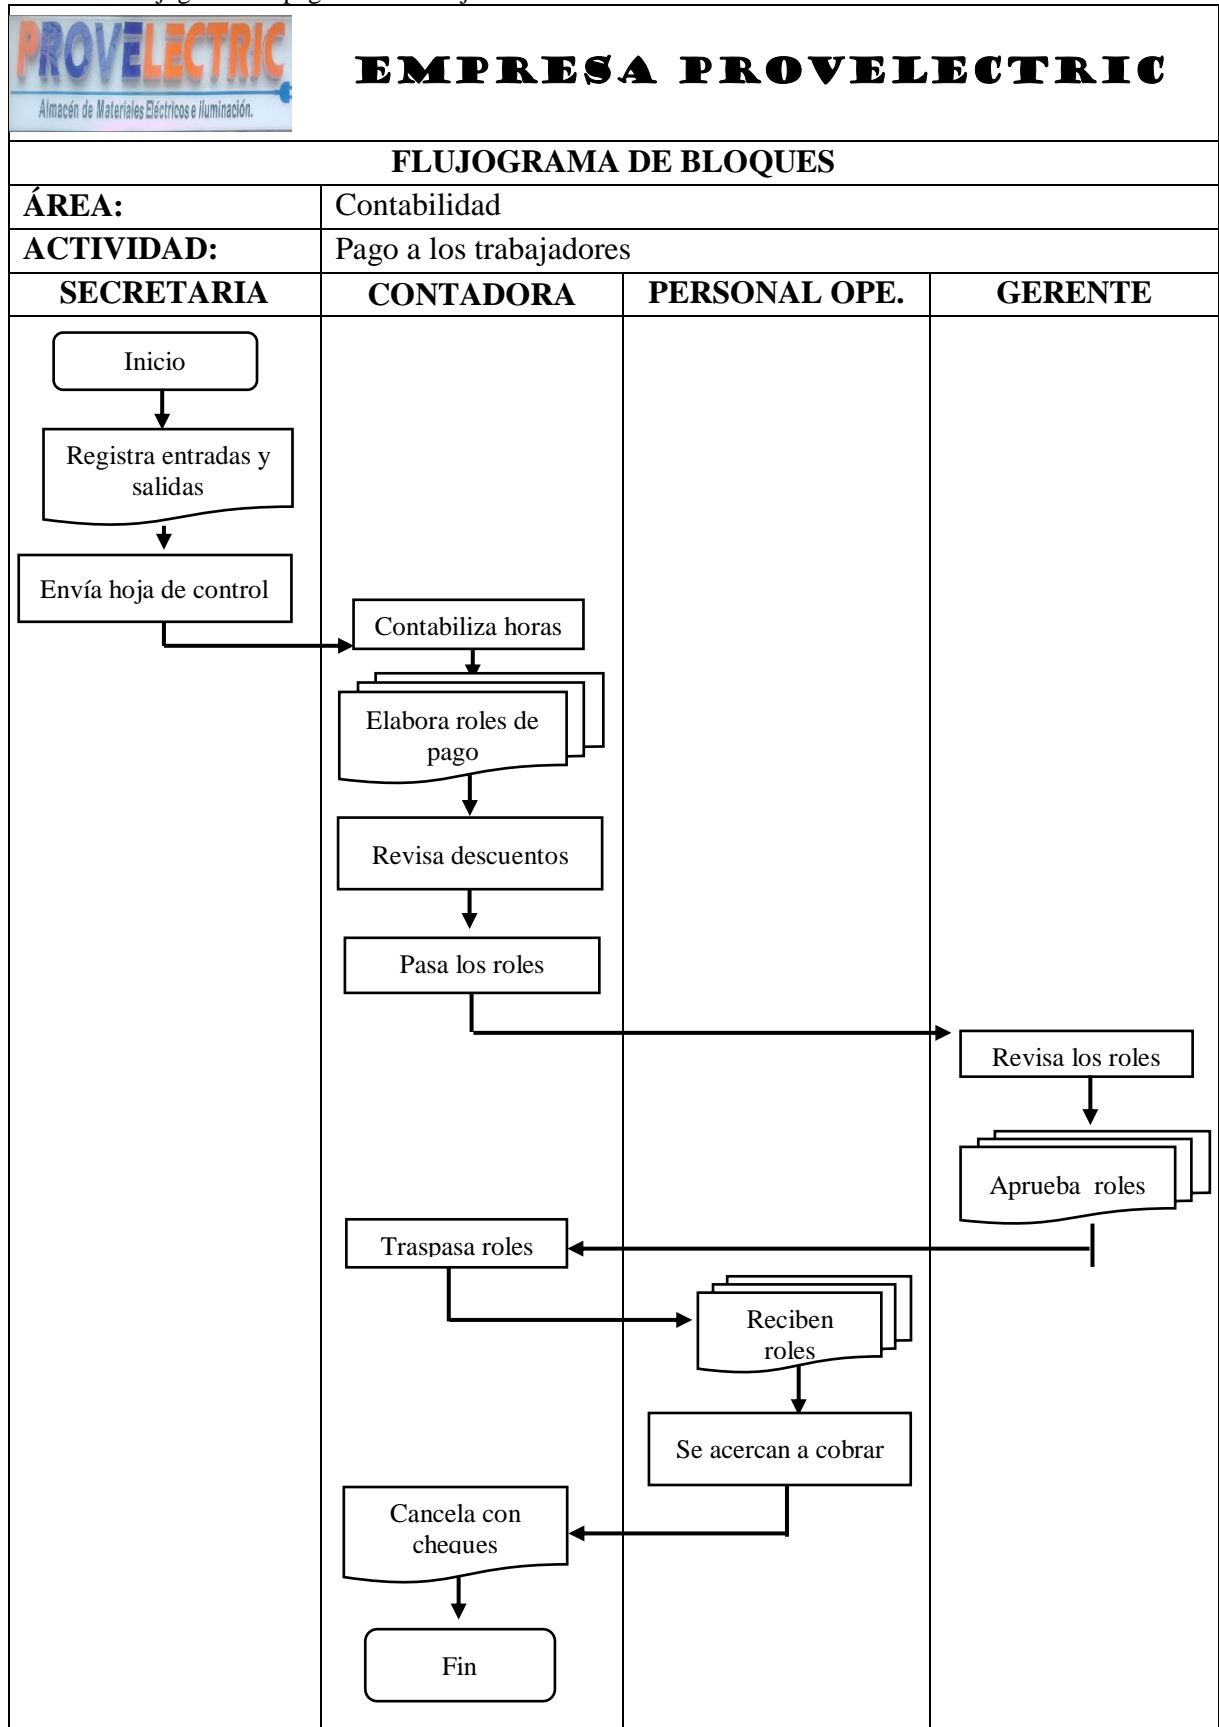 PROVELECTRIC
Almacén de Materiales Eléctricos e iluminación.
EMPRESA PROVELECTRIC
FLUJOGRAMA DE BLOQUES
ÁREA: Contabilidad
ACTIVIDAD: Pago a los trabajadores
SECRETARIA CONTADORA PERSONAL OPE. GERENTE
Inicio
Registra entradas y
salidas
Envía hoja de control
Contabiliza horas
Elabora roles de
pago
Revisa descuentos
Pasa los roles
Revisa los roles
Aprueba roles
Traspasa roles
Reciben
roles
Se acercan a cobrar
Cancela con
cheques
Fin